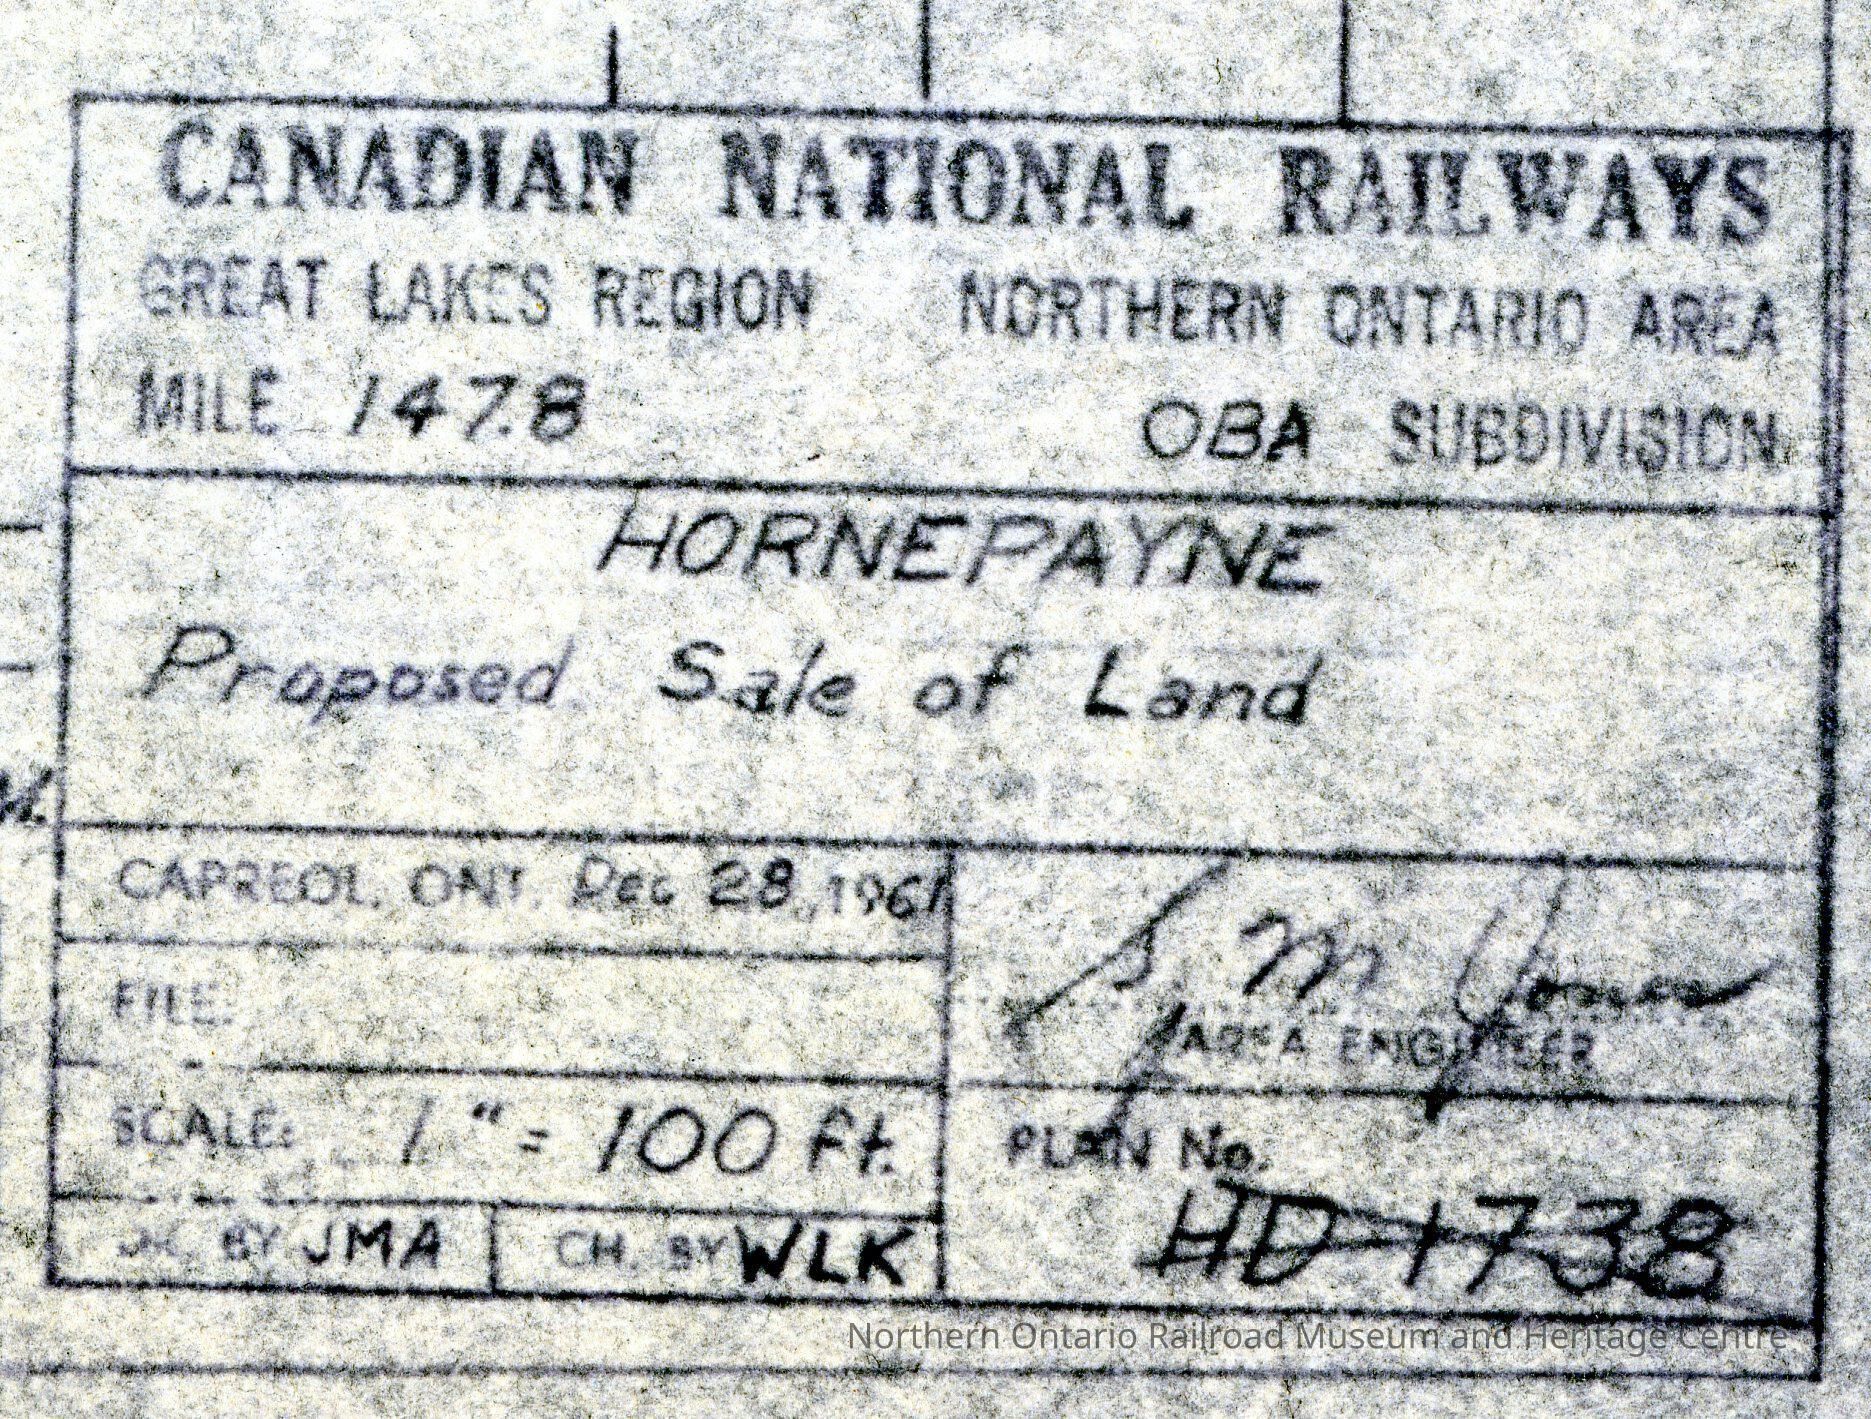 CANADIAN NATIONAL RAILWAYS
GREAT LAKES REGION NORTHERN ONTARIO AREA
MILE 147.8 OBA SUBDIVISION
HORNEPAYNE
Proposed Sale of Land
CAPREOL, ONT. Dec 28, 1961
FILE:
SCALE: 1" = 100 ft.
BY JMA CH. BY WLK
M
AREA ENGINEER
PLAN No.
HD-1738
Northern Ontario Railroad Museum and Heritage Centre